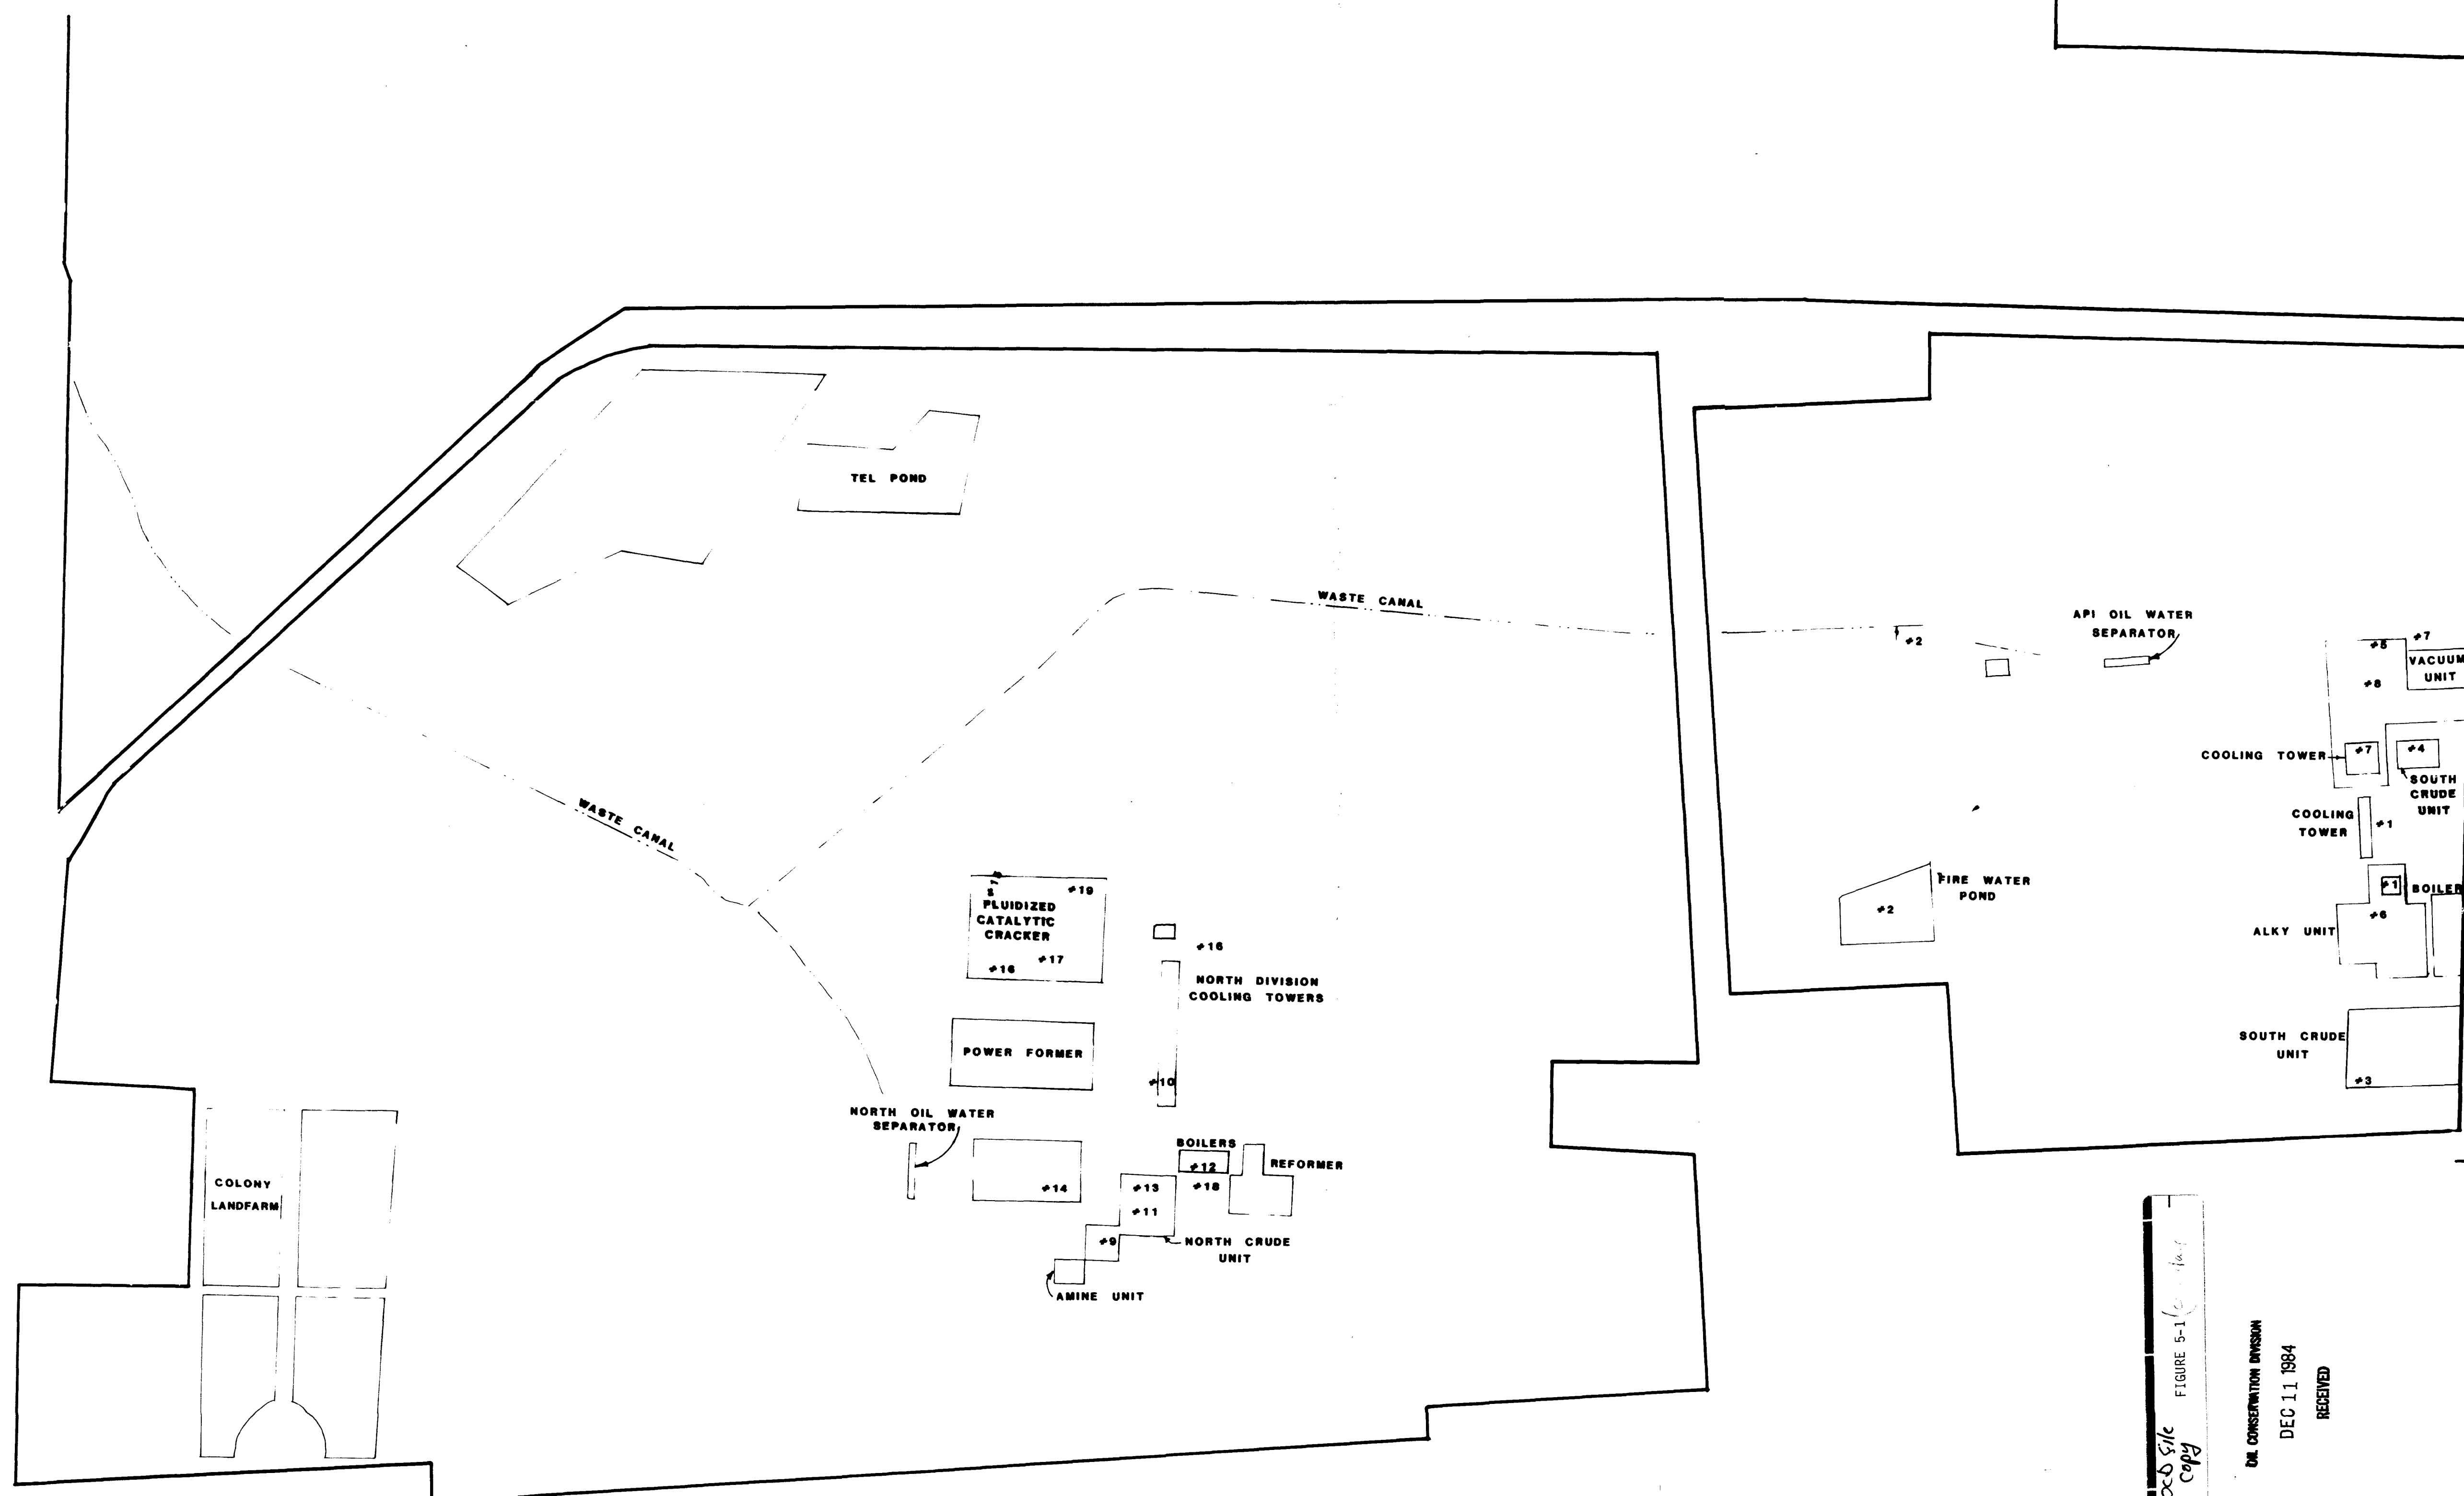 TEL POND
WASTE CANAL
API OIL WATER
SEPARATOR
#2
#5
#7
VACUUM
UNIT
#8
COOLING TOWER
#7
#4
SOUTH
CRUDE
UNIT
COOLING
TOWER
#1
WASTE CANAL
FIRE WATER
POND
#2
#1
BOILER
#6
ALKY UNIT
#19
FLUIDIZED
CATALYTIC
CRACKER
#17
#16
#16
NORTH DIVISION
COOLING TOWERS
POWER FORMER
#10
SOUTH CRUDE
UNIT
#3
NORTH OIL WATER
SEPARATOR
BOILERS
#12
REFORMER
#14
#13
#18
#11
#9
NORTH CRUDE
UNIT
AMINE UNIT
COLONY
LANDFARM
FIGURE 5-1
OCD File
Copy
OIL CONSERVATION DIVISION
DEC 11 1984
RECEIVED